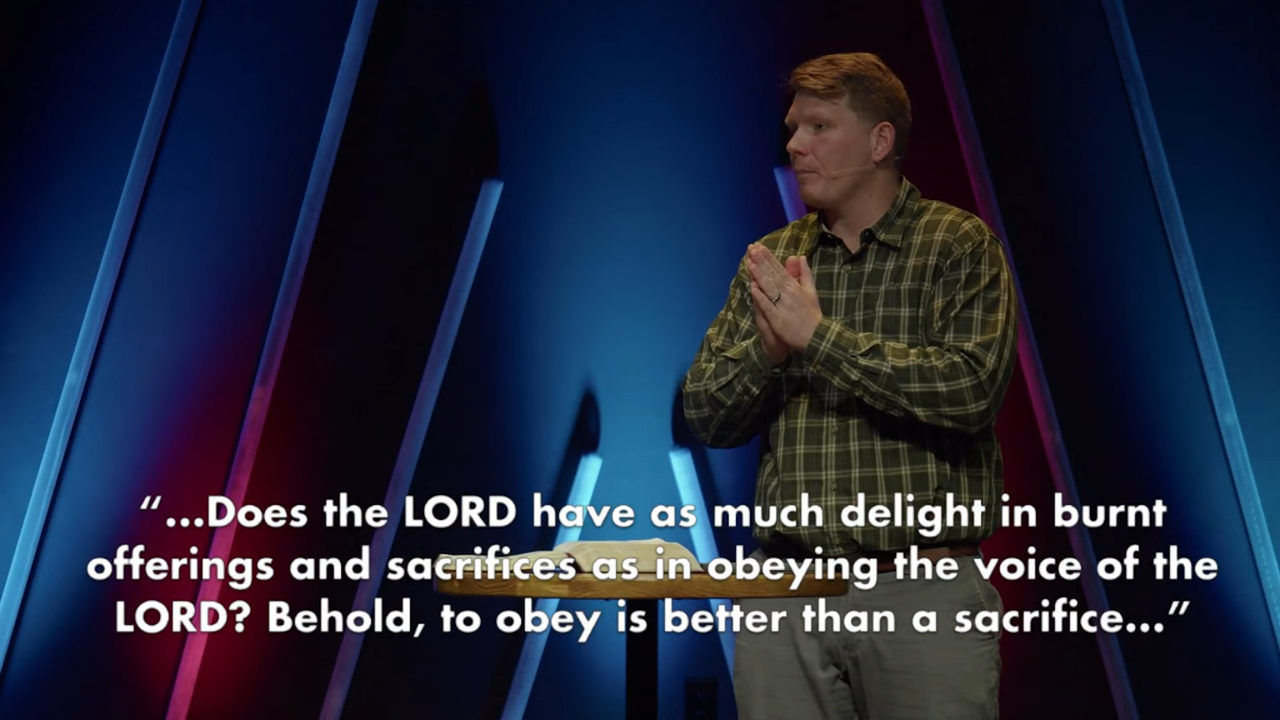 “...Does the LORD have as much delight in burnt
offerings and sacrifices as in obeying the voice of the
LORD? Behold, to obey is better than a sacrifice...”